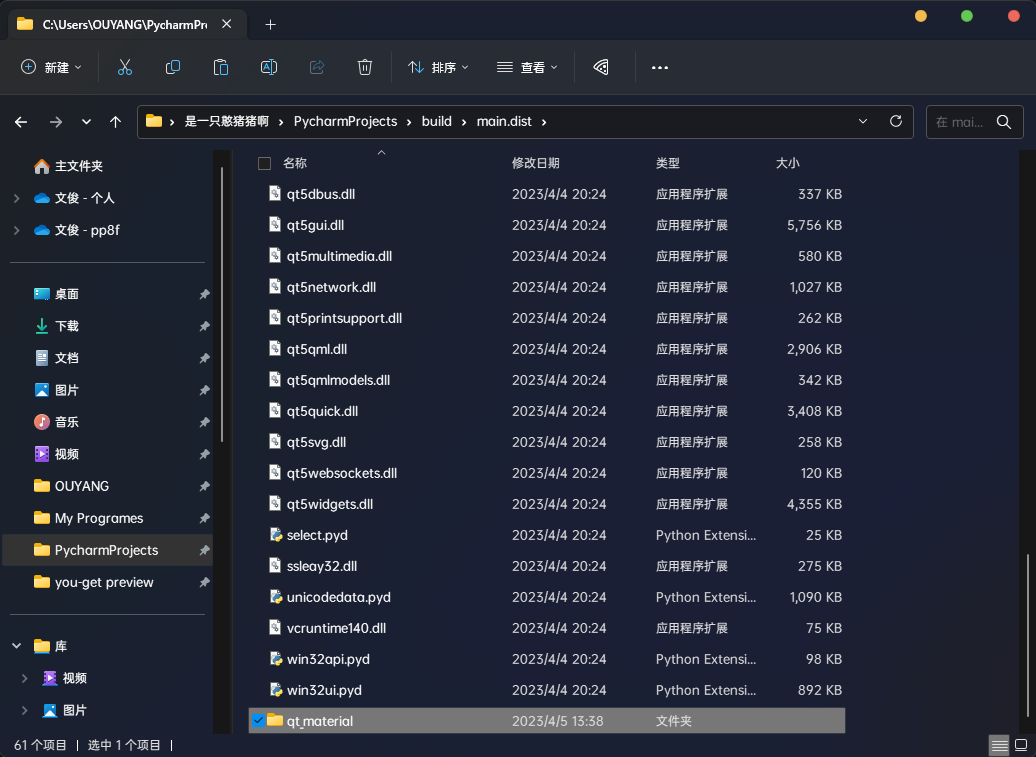 C:\Users\OUYANG\PycharmPr
新建
排序
查看
是一只憨猪猪啊 PycharmProjects build main.dist
在 mai...
主文件夹
文俊 - 个人
文俊 - pp8f
桌面
下载
文档
图片
音乐
视频
OUYANG
My Programes
PycharmProjects
you-get preview
库
视频
图片
名称 修改日期 类型 大小
qt5dbus.dll 2023/4/4 20:24 应用程序扩展 337 KB
qt5gui.dll 2023/4/4 20:24 应用程序扩展 5,756 KB
qt5multimedia.dll 2023/4/4 20:24 应用程序扩展 580 KB
qt5network.dll 2023/4/4 20:24 应用程序扩展 1,027 KB
qt5printsupport.dll 2023/4/4 20:24 应用程序扩展 262 KB
qt5qml.dll 2023/4/4 20:24 应用程序扩展 2,906 KB
qt5qmlmodels.dll 2023/4/4 20:24 应用程序扩展 342 KB
qt5quick.dll 2023/4/4 20:24 应用程序扩展 3,408 KB
qt5svg.dll 2023/4/4 20:24 应用程序扩展 258 KB
qt5websockets.dll 2023/4/4 20:24 应用程序扩展 120 KB
qt5widgets.dll 2023/4/4 20:24 应用程序扩展 4,355 KB
select.pyd 2023/4/4 20:24 Python Extensi... 25 KB
ssleay32.dll 2023/4/4 20:24 应用程序扩展 275 KB
unicodedata.pyd 2023/4/4 20:24 Python Extensi... 1,090 KB
vcruntime140.dll 2023/4/4 20:24 应用程序扩展 75 KB
win32api.pyd 2023/4/4 20:24 Python Extensi... 98 KB
win32ui.pyd 2023/4/4 20:24 Python Extensi... 892 KB
qt_material 2023/4/5 13:38 文件夹
61 个项目 | 选中 1 个项目 |